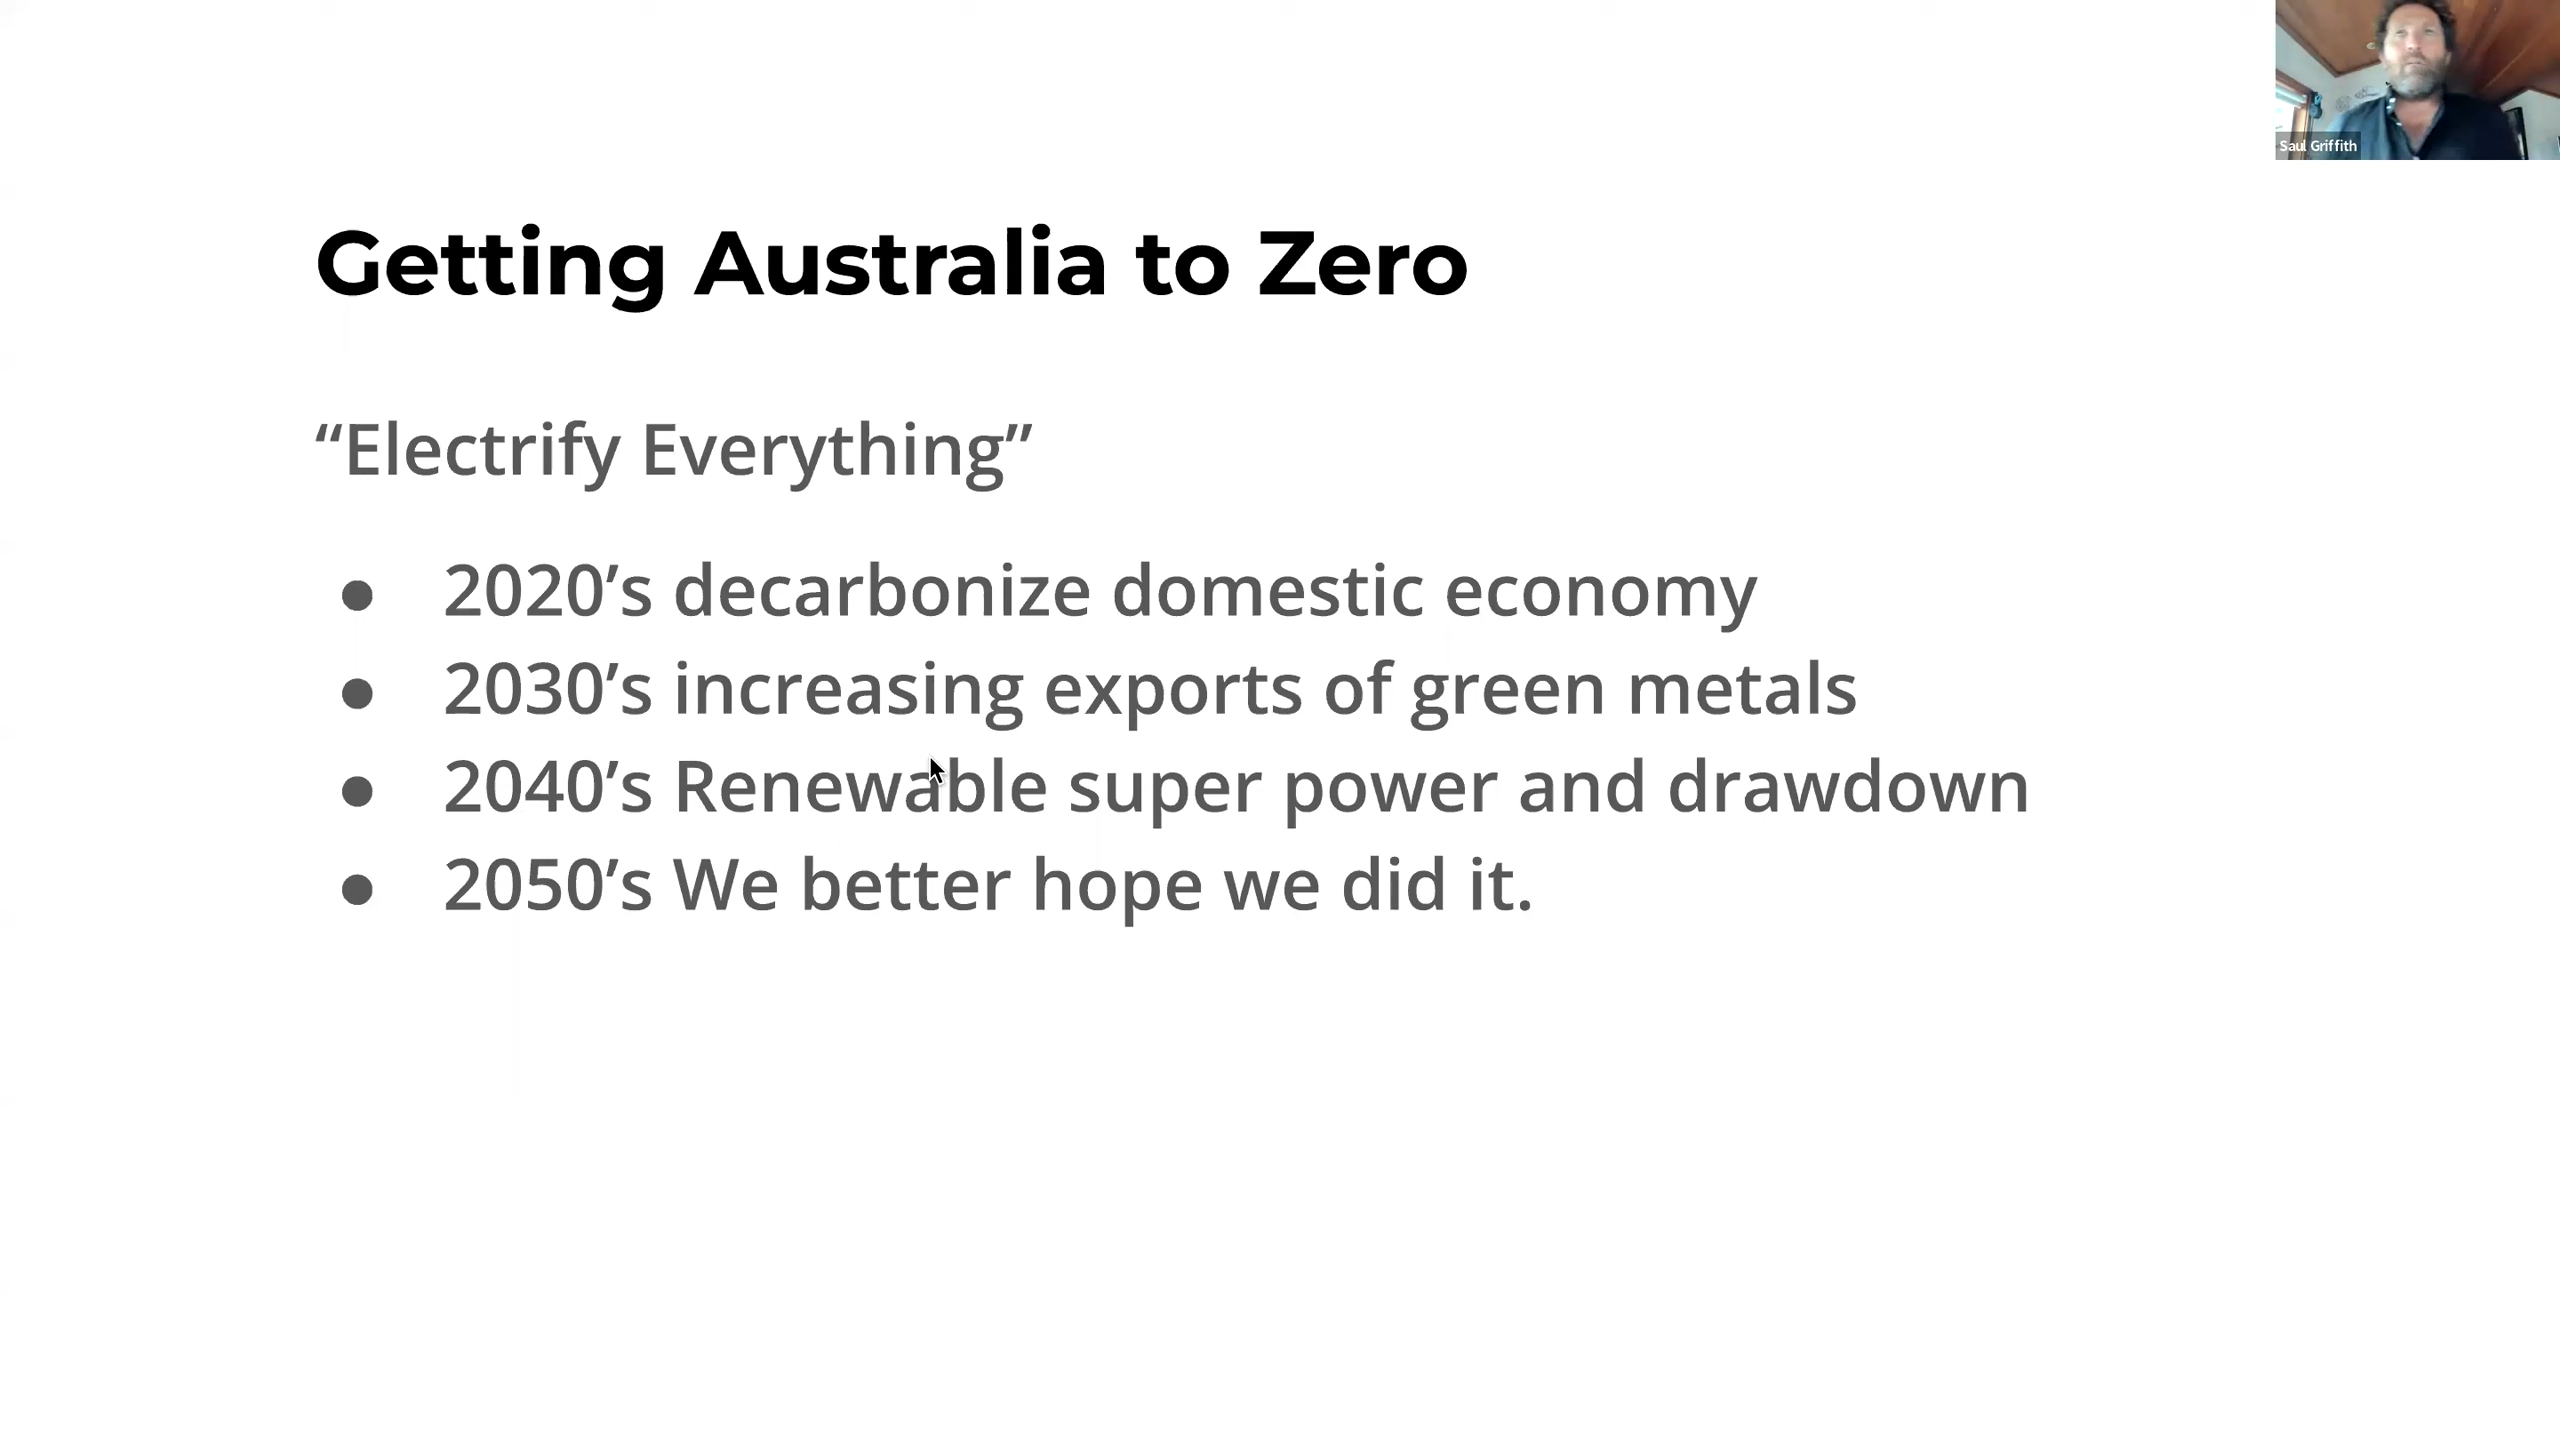 Saul Griffith
Getting Australia to Zero
“Electrify Everything”
● 2020’s decarbonize domestic economy
● 2030’s increasing exports of green metals
● 2040’s Renewable super power and drawdown
● 2050’s We better hope we did it.